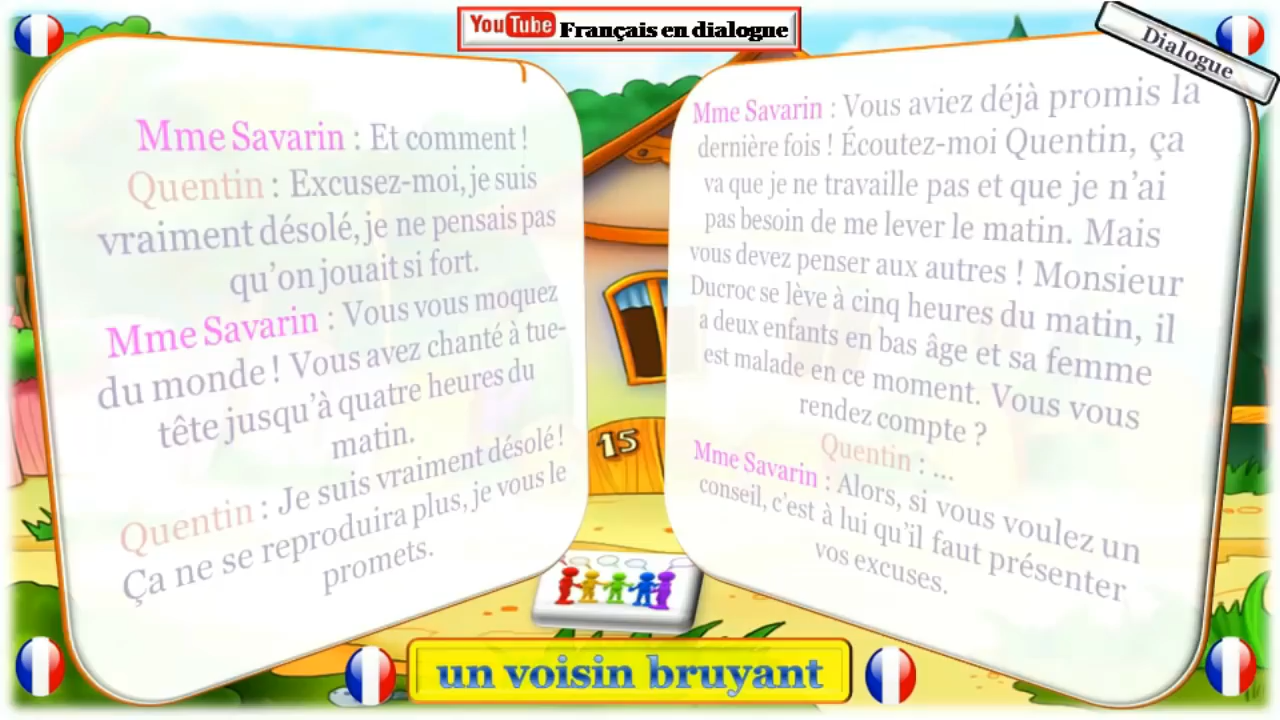 YouTube Français en dialogue
Dialogue
Mme Savarin : Et comment !
Quentin : Excusez-moi, je suis
vraiment désolé, je ne pensais pas
qu'on jouait si fort.
Mme Savarin : Vous vous moquez
du monde ! Vous avez chanté à tue-
tête jusqu'à quatre heures du
matin.
Quentin : Je suis vraiment désolé !
Ça ne se reproduira plus, je vous le
promets.
Mme Savarin : Vous aviez déjà promis la
dernière fois ! Écoutez-moi Quentin, ça
va que je ne travaille pas et que je n'ai
pas besoin de me lever le matin. Mais
vous devez penser aux autres ! Monsieur
Ducroc se lève à cinq heures du matin, il
a deux enfants en bas âge et sa femme
est malade en ce moment. Vous vous
rendez compte ?
Quentin : ...
Mme Savarin : Alors, si vous voulez un
conseil, c'est à lui qu'il faut présenter
vos excuses.
15
un voisin bruyant